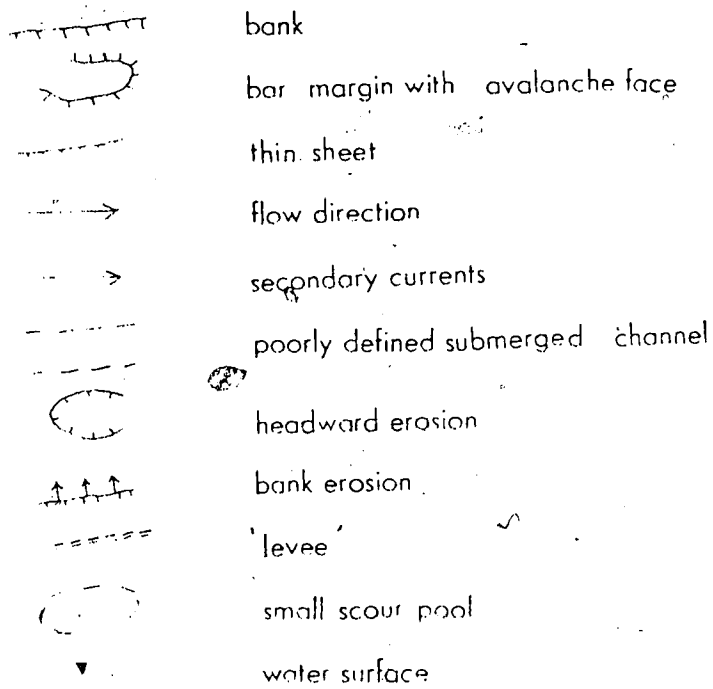 bank
bar margin with avalanche face
thin sheet
flow direction
secondary currents
poorly defined submerged channel
headward erosion
bank erosion
'levee'
small scour pool
water surface